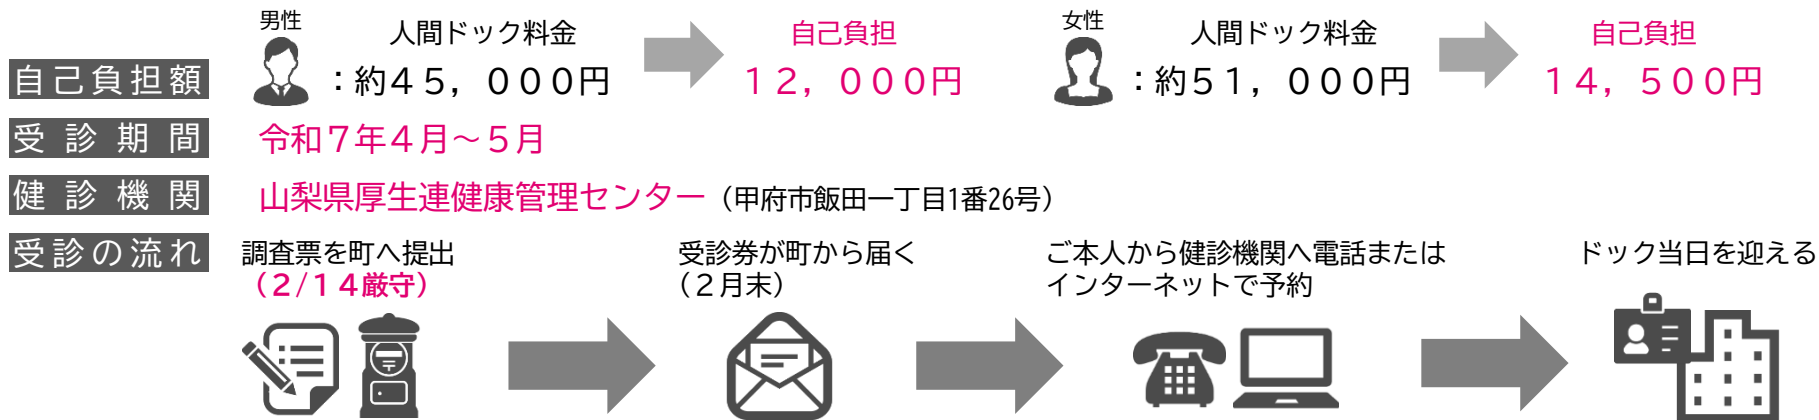 自己負担額
男性
人間ドック料金
：約４５，０００円
自己負担
１２，０００円
女性
人間ドック料金
：約５１，０００円
自己負担
１４，５００円
受診期間
令和７年４月～５月
健診機関
山梨県厚生連健康管理センター（甲府市飯田一丁目1番26号）
受診の流れ
調査票を町へ提出
（２/１４厳守）
受診券が町から届く
（２月末）
ご本人から健診機関へ電話または
インターネットで予約
ドック当日を迎える